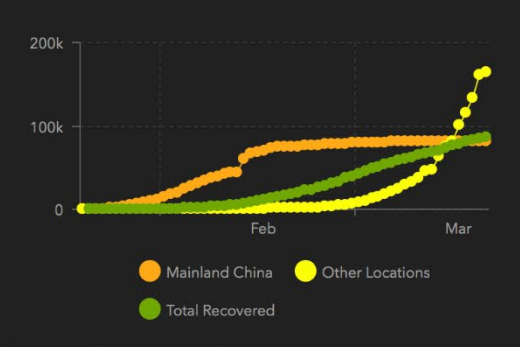 200k
100k
0
Feb
Mar
Mainland China
Other Locations
Total Recovered